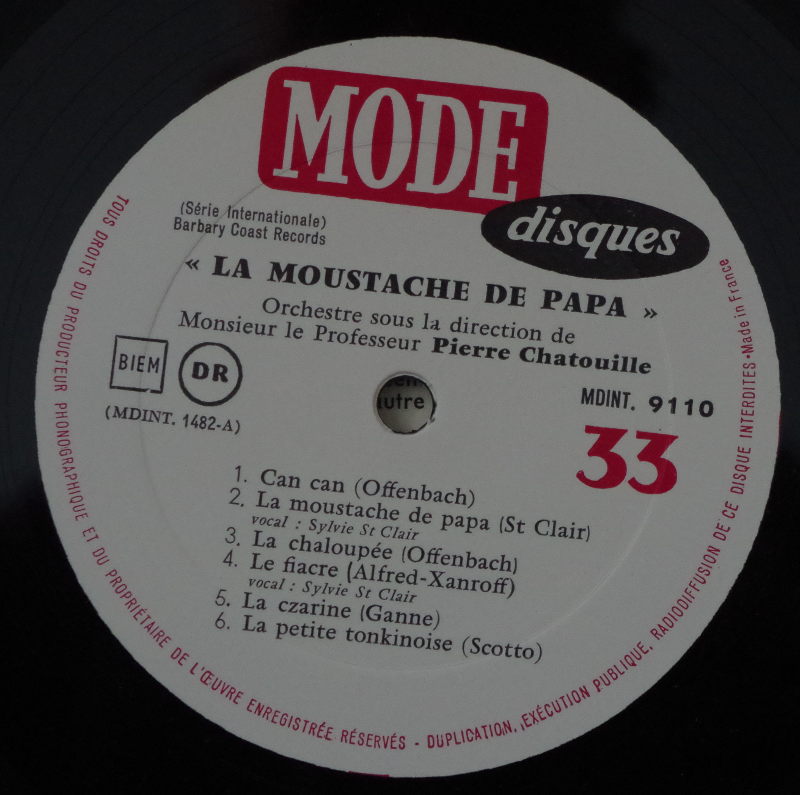 MODE
disques
(Série Internationale)
Barbary Coast Records
« LA MOUSTACHE DE PAPA »
Orchestre sous la direction de
Monsieur le Professeur Pierre Chatouille
BIEM
DR
(MDINT. 1482-A)
utre
MDINT. 9110
33
1. Can can (Offenbach)
2. La moustache de papa (St Clair)
vocal : Sylvie St Clair
3. La chaloupée (Offenbach)
4. Le fiacre (Alfred-Xanroff)
vocal : Sylvie St Clair
5. La czarine (Ganne)
6. La petite tonkinoise (Scotto)
TOUS DROITS DU PRODUCTEUR PHONOGRAPHIQUE ET DU PROPRIÉTAIRE DE L'ŒUVRE ENREGISTRÉE RÉSERVÉS - DUPLICATION, EXÉCUTION PUBLIQUE, RADIODIFFUSION DE CE DISQUE INTERDITES • Made in France